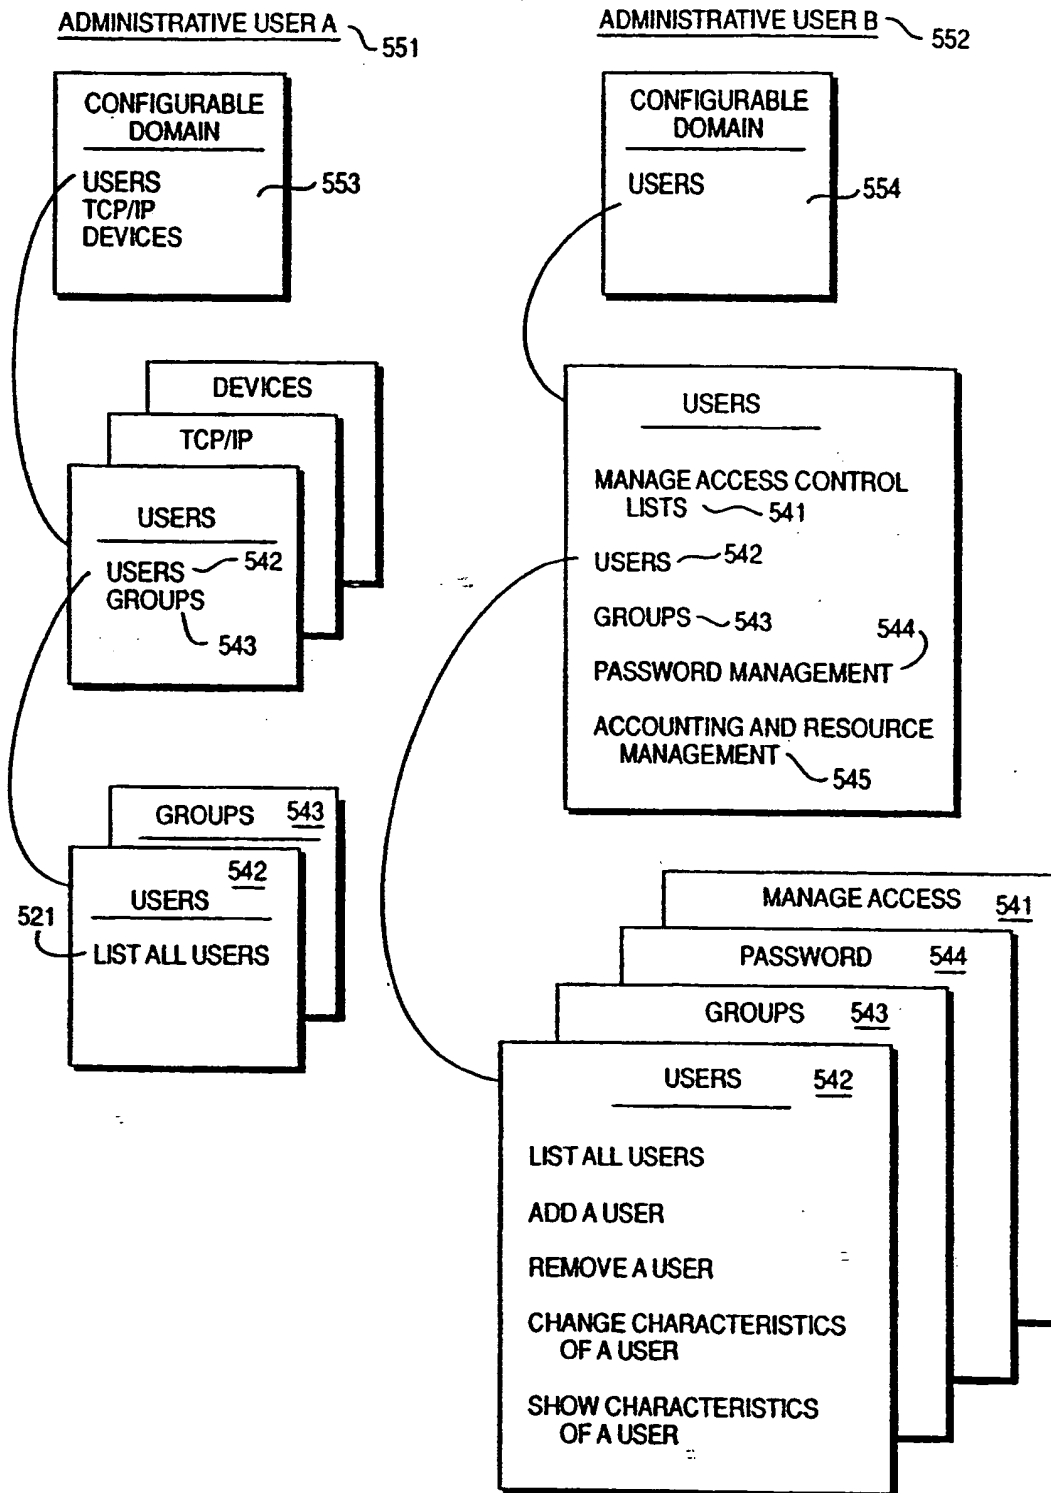 ADMINISTRATIVE USER A
551
CONFIGURABLE
DOMAIN
USERS
TCP/IP
DEVICES
553
DEVICES
TCP/IP
USERS
USERS 542
GROUPS
543
GROUPS 543
542
USERS
521
LIST ALL USERS
ADMINISTRATIVE USER B
552
CONFIGURABLE
DOMAIN
USERS
554
USERS
MANAGE ACCESS CONTROL
LISTS 541
USERS 542
GROUPS 543
544
PASSWORD MANAGEMENT
ACCOUNTING AND RESOURCE
MANAGEMENT 545
MANAGE ACCESS 541
PASSWORD 544
GROUPS 543
USERS 542
LIST ALL USERS
ADD A USER
REMOVE A USER
CHANGE CHARACTERISTICS
OF A USER
SHOW CHARACTERISTICS
OF A USER